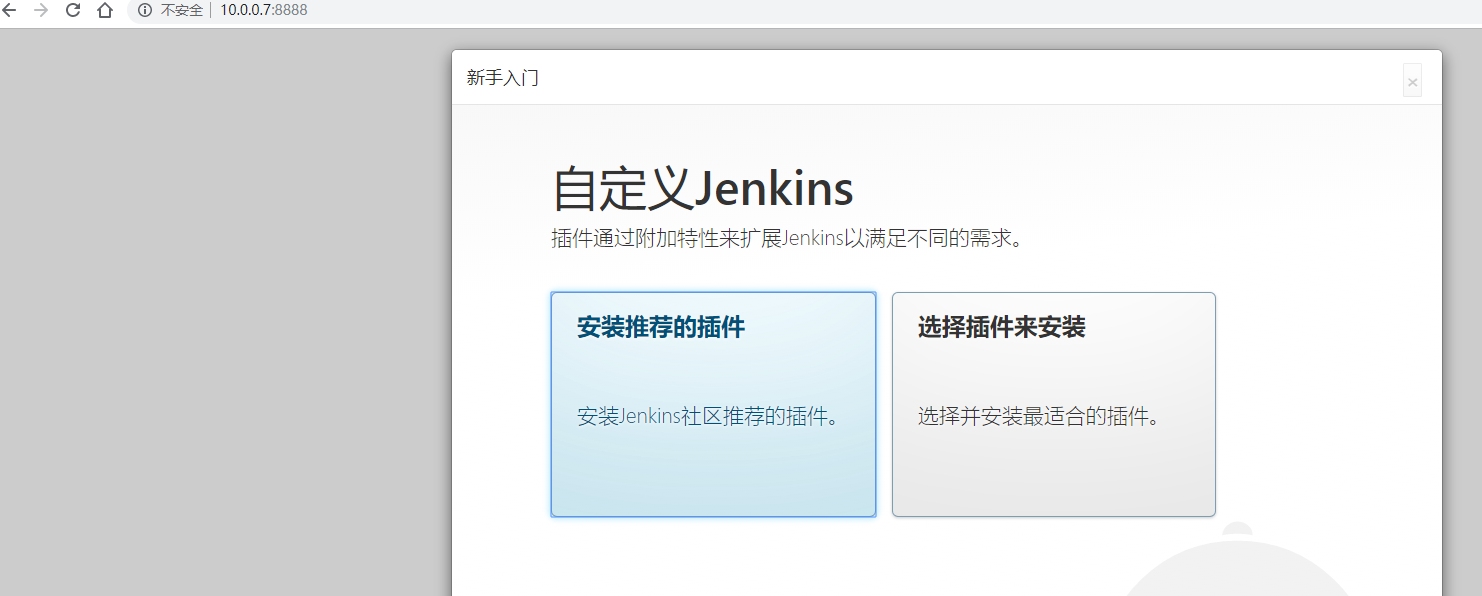 不安全 | 10.0.0.7:8888
新手入门
×
自定义Jenkins
插件通过附加特性来扩展Jenkins以满足不同的需求。
安装推荐的插件
安装Jenkins社区推荐的插件。
选择插件来安装
选择并安装最适合的插件。